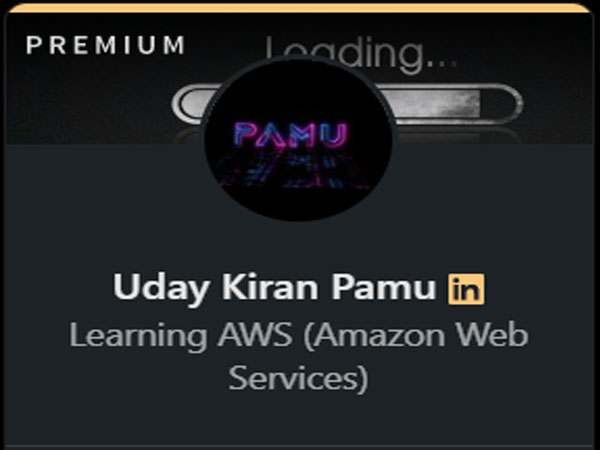 PREMIUM
Loading...
PAMU
Uday Kiran Pamu in
Learning AWS (Amazon Web
Services)